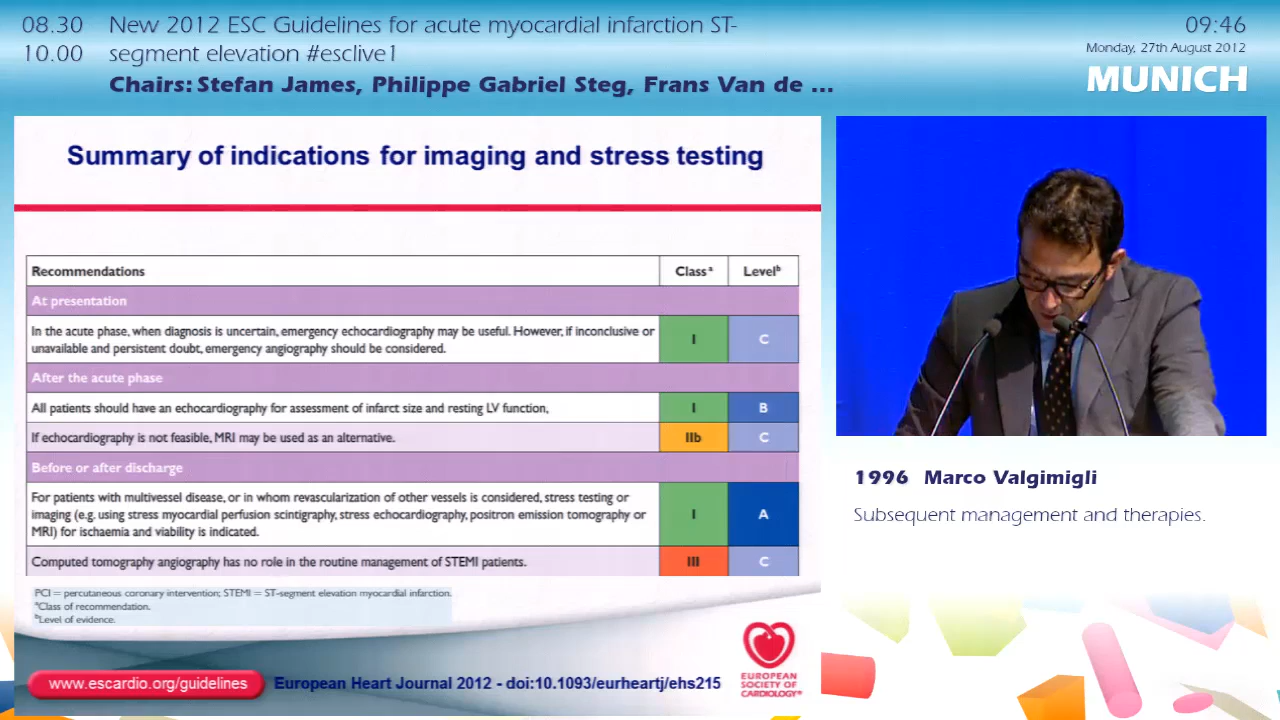 08.30
10.00
New 2012 ESC Guidelines for acute myocardial infarction ST-
segment elevation #esclive1
Chairs: Stefan James, Philippe Gabriel Steg, Frans Van de ...
09:46
Monday, 27th August 2012
MUNICH
Summary of indications for imaging and stress testing
Recommendations Class a Level b
At presentation
In the acute phase, when diagnosis is uncertain, emergency echocardiography may be useful. However, if inconclusive or
unavailable and persistent doubt, emergency angiography should be considered.
I C
After the acute phase
All patients should have an echocardiography for assessment of infarct size and resting LV function, I B
If echocardiography is not feasible, MRI may be used as an alternative. IIb C
Before or after discharge
For patients with multivessel disease, or in whom revascularization of other vessels is considered, stress testing or
imaging (e.g. using stress myocardial perfusion scintigraphy, stress echocardiography, positron emission tomography or
MRI) for ischaemia and viability is indicated.
I A
Computed tomography angiography has no role in the routine management of STEMI patients. III C
PCI = percutaneous coronary intervention; STEMI = ST-segment elevation myocardial infarction.
aClass of recommendation.
bLevel of evidence.
www.escardio.org/guidelines
European Heart Journal 2012 - doi:10.1093/eurheartj/ehs215
EUROPEAN
SOCIETY OF
CARDIOLOGY®
1996 Marco Valgimigli
Subsequent management and therapies.